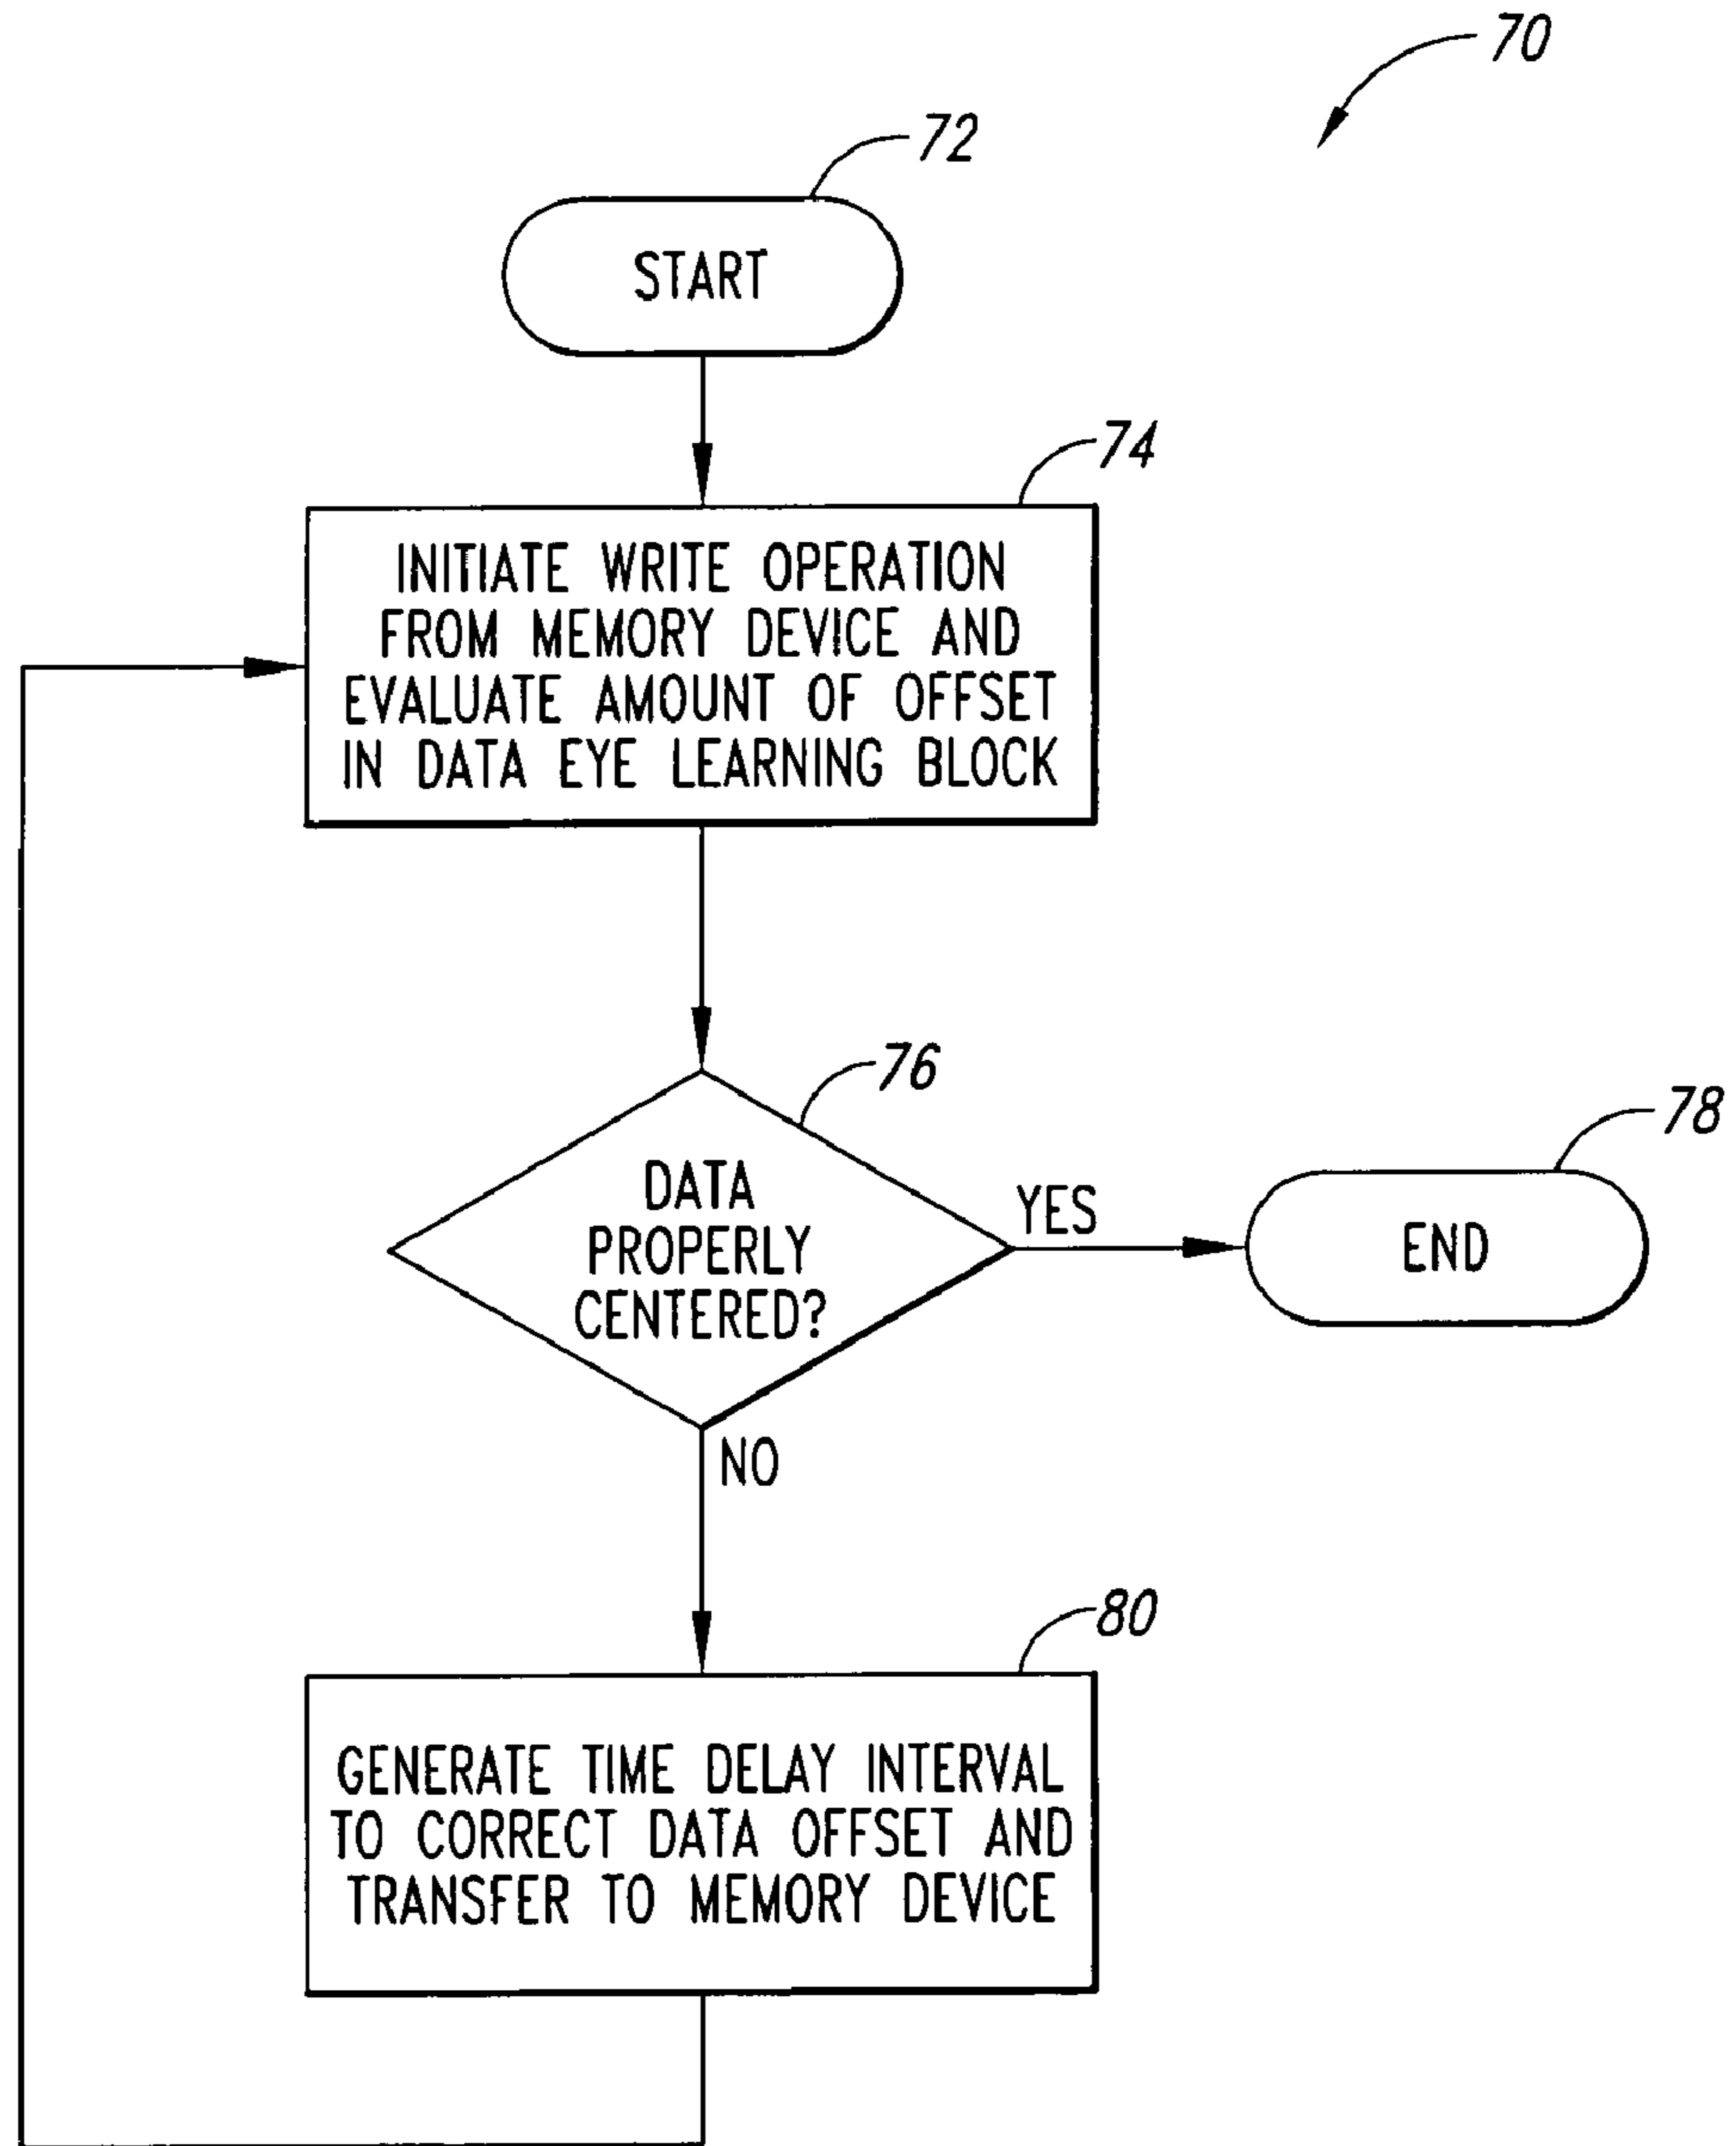 70
72
START
74
INITIATE WRITE OPERATION
FROM MEMORY DEVICE AND
EVALUATE AMOUNT OF OFFSET
IN DATA EYE LEARNING BLOCK
76
DATA
PROPERLY
CENTERED?
YES
78
END
NO
80
GENERATE TIME DELAY INTERVAL
TO CORRECT DATA OFFSET AND
TRANSFER TO MEMORY DEVICE